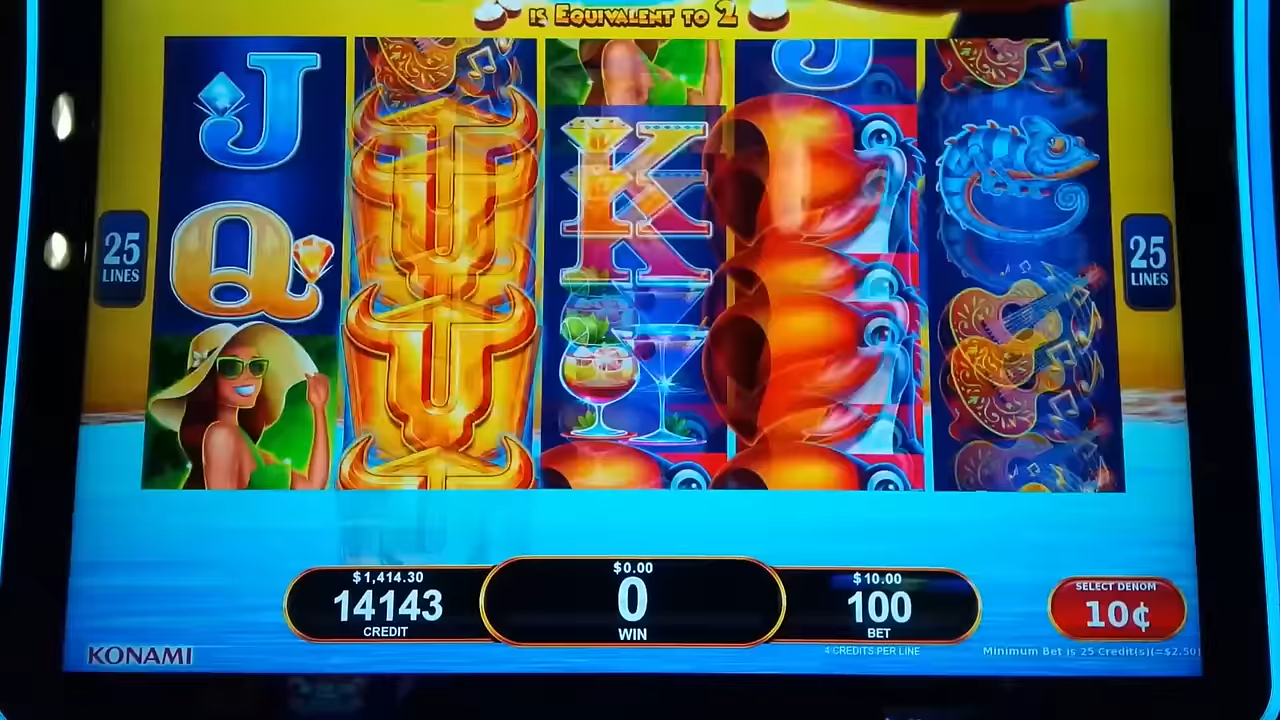 IS EQUIVALENT TO 2
J
J
Q
K
K
25
LINES
25
LINES
$1,414.30
14143
CREDIT
$0.00
0
WIN
$10.00
100
BET
4 CREDITS PER LINE
SELECT DENOM
10¢
Minimum Bet is 25 Credit(s)(=$2.50)
KONAMI